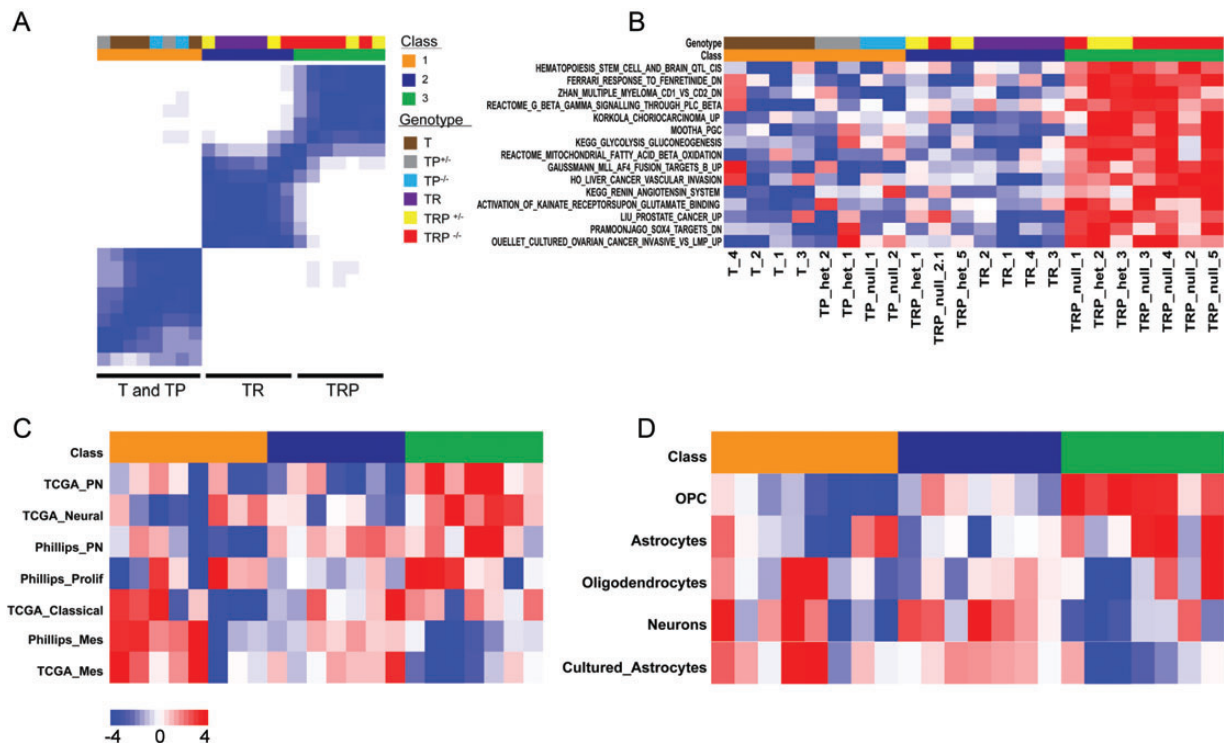 A
Class
1
2
3
Genotype
T
TP+/-
TP-/-
TR
TRP +/-
TRP -/-
T and TP
TR
TRP
B
Genotype
Class
HEMATOPOIESIS_STEM_CELL_AND_BRAIN_QTL_CIS
FERRARI_RESPONSE_TO_FENRETINIDE_DN
ZHAN_MULTIPLE_MYELOMA_CD1_VS_CD2_DN
REACTOME_G_BETA_GAMMA_SIGNALLING_THROUGH_PLC_BETA
KORKOLA_CHORIOCARCINOMA_UP
MOOTHA_PGC
KEGG_GLYCOLYSIS_GLUCONEOGENESIS
REACTOME_MITOCHONDRIAL_FATTY_ACID_BETA_OXIDATION
GAUSSMANN_MLL_AF4_FUSION_TARGETS_B_UP
HO_LIVER_CANCER_VASCULAR_INVASION
KEGG_RENIN_ANGIOTENSIN_SYSTEM
ACTIVATION_OF_KAINATE_RECEPTORSUPON_GLUTAMATE_BINDING
LIU_PROSTATE_CANCER_UP
PRAMOONJAGO_SOX4_TARGETS_DN
OUELLET_CULTURED_OVARIAN_CANCER_INVASIVE_VS_LMP_UP
T_4
T_2
T_1
T_3
TP_het_2
TP_het_1
TP_null_1
TP_null_2
TRP_het_1
TRP_null_2.1
TRP_het_5
TR_2
TR_1
TR_4
TR_3
TRP_null_1
TRP_het_2
TRP_het_3
TRP_null_3
TRP_null_4
TRP_null_2
TRP_null_5
C
Class
TCGA_PN
TCGA_Neural
Phillips_PN
Phillips_Prolif
TCGA_Classical
Phillips_Mes
TCGA_Mes
-4 0 4
D
Class
OPC
Astrocytes
Oligodendrocytes
Neurons
Cultured_Astrocytes